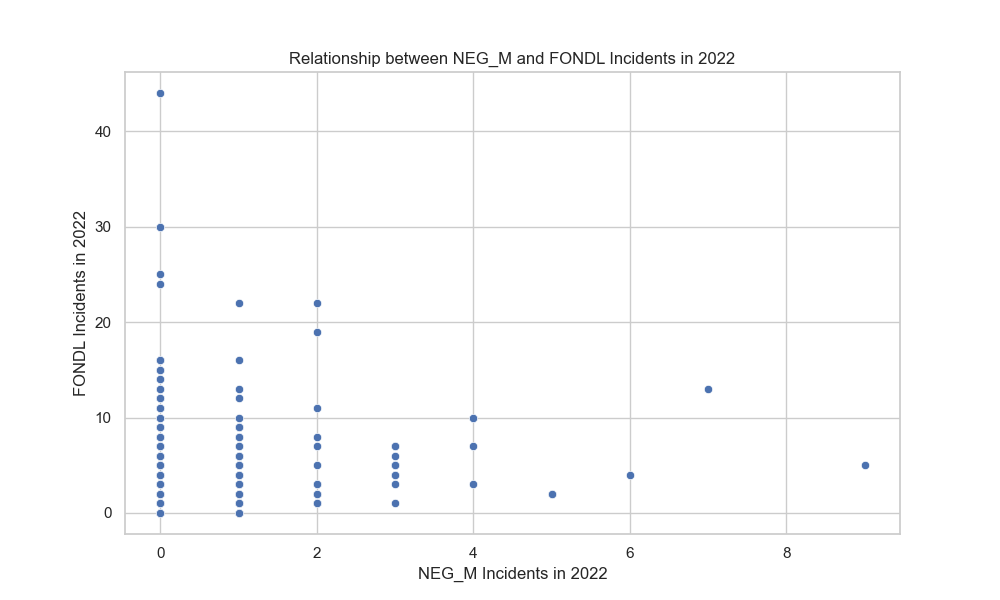 Relationship between NEG_M and FONDL Incidents in 2022
FONDL Incidents in 2022
40
30
20
10
0
0 2 4 6 8
NEG_M Incidents in 2022